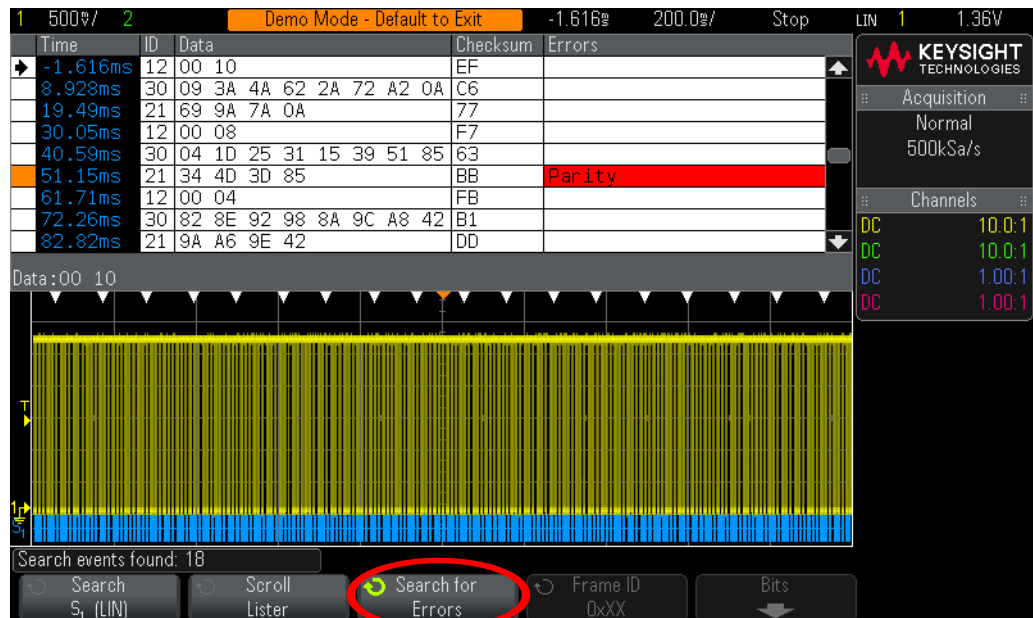 1 500mV/ 2 Demo Mode - Default to Exit -1.616ms 200.0ms/ Stop LIN 1 1.36V
Time ID Data Checksum Errors
-1.616ms 12 00 10 EF
8.928ms 30 09 3A 4A 62 2A 72 A2 0A C6
19.49ms 21 69 9A 7A 0A 77
30.05ms 12 00 08 F7
40.59ms 30 04 1D 25 31 15 39 51 85 63
51.15ms 21 34 4D 3D 85 BB Parity
61.71ms 12 00 04 FB
72.26ms 30 82 8E 92 98 8A 9C A8 42 B1
82.82ms 21 9A A6 9E 42 DD
Data:00 10
KEYSIGHT
TECHNOLOGIES
Acquisition
Normal
500kSa/s
Channels
DC 10.0:1
DC 10.0:1
DC 1.00:1
DC 1.00:1
T
1
S1
Search events found: 18
Search
S1 (LIN)
Scroll
Lister
Search for
Errors
Frame ID
0xXX
Bits